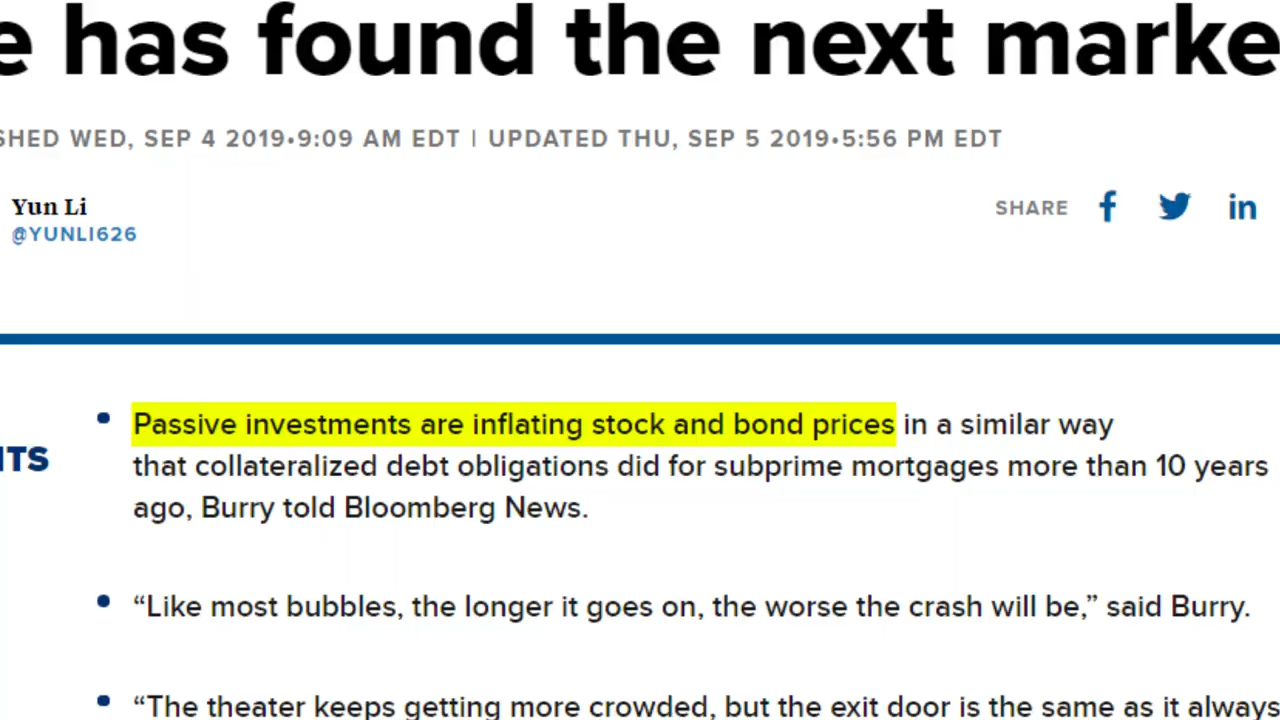 e has found the next marke
SHED WED, SEP 4 2019•9:09 AM EDT | UPDATED THU, SEP 5 2019•5:56 PM EDT
Yun Li
@YUNLI626
SHARE
Passive investments are inflating stock and bond prices in a similar way
that collateralized debt obligations did for subprime mortgages more than 10 years
ago, Burry told Bloomberg News.
TS
“Like most bubbles, the longer it goes on, the worse the crash will be,” said Burry.
“The theater keeps getting more crowded, but the exit door is the same as it always